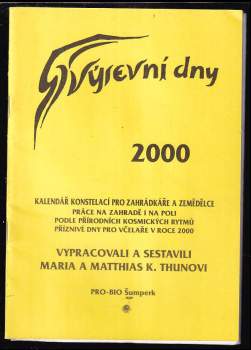 Výsevní dny
2000
KALENDÁŘ KONSTELACÍ PRO ZAHRÁDKÁŘE A ZEMĚDĚLCE
PRÁCE NA ZAHRADĚ I NA POLI
PODLE PŘÍRODNÍCH KOSMICKÝCH RYTMŮ
PŘÍZNIVÉ DNY PRO VČELAŘE V ROCE 2000
VYPRACOVALI A SESTAVILI
MARIA A MATTHIAS K. THUNOVI
PRO-BIO Šumperk